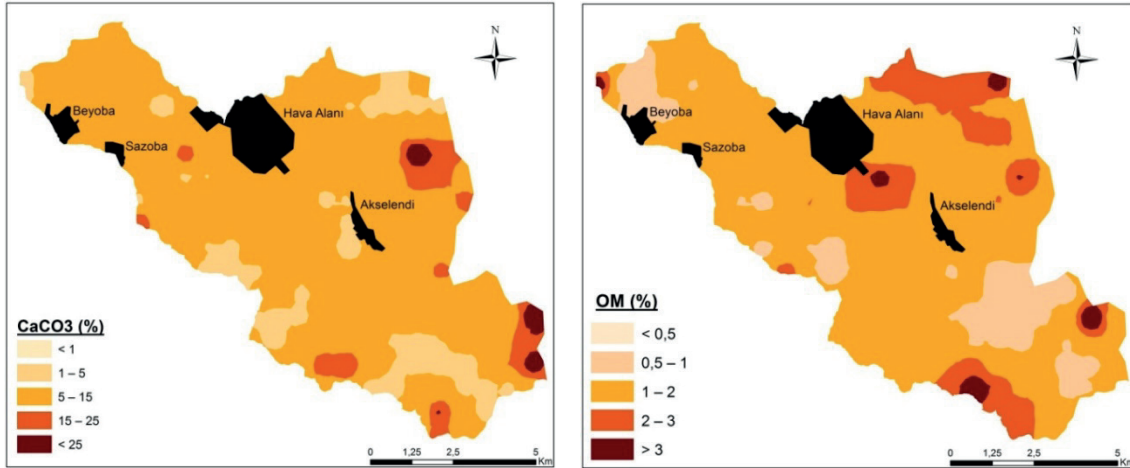 N
Beyoba
Hava Alanı
Sazoba
Akselendi
CaCO3 (%)
< 1
1 – 5
5 – 15
15 – 25
< 25
0 1,25 2,5 5
Km
N
Beyoba
Hava Alanı
Sazoba
Akselendi
OM (%)
< 0,5
0,5 – 1
1 – 2
2 – 3
> 3
0 1,25 2,5 5
Km